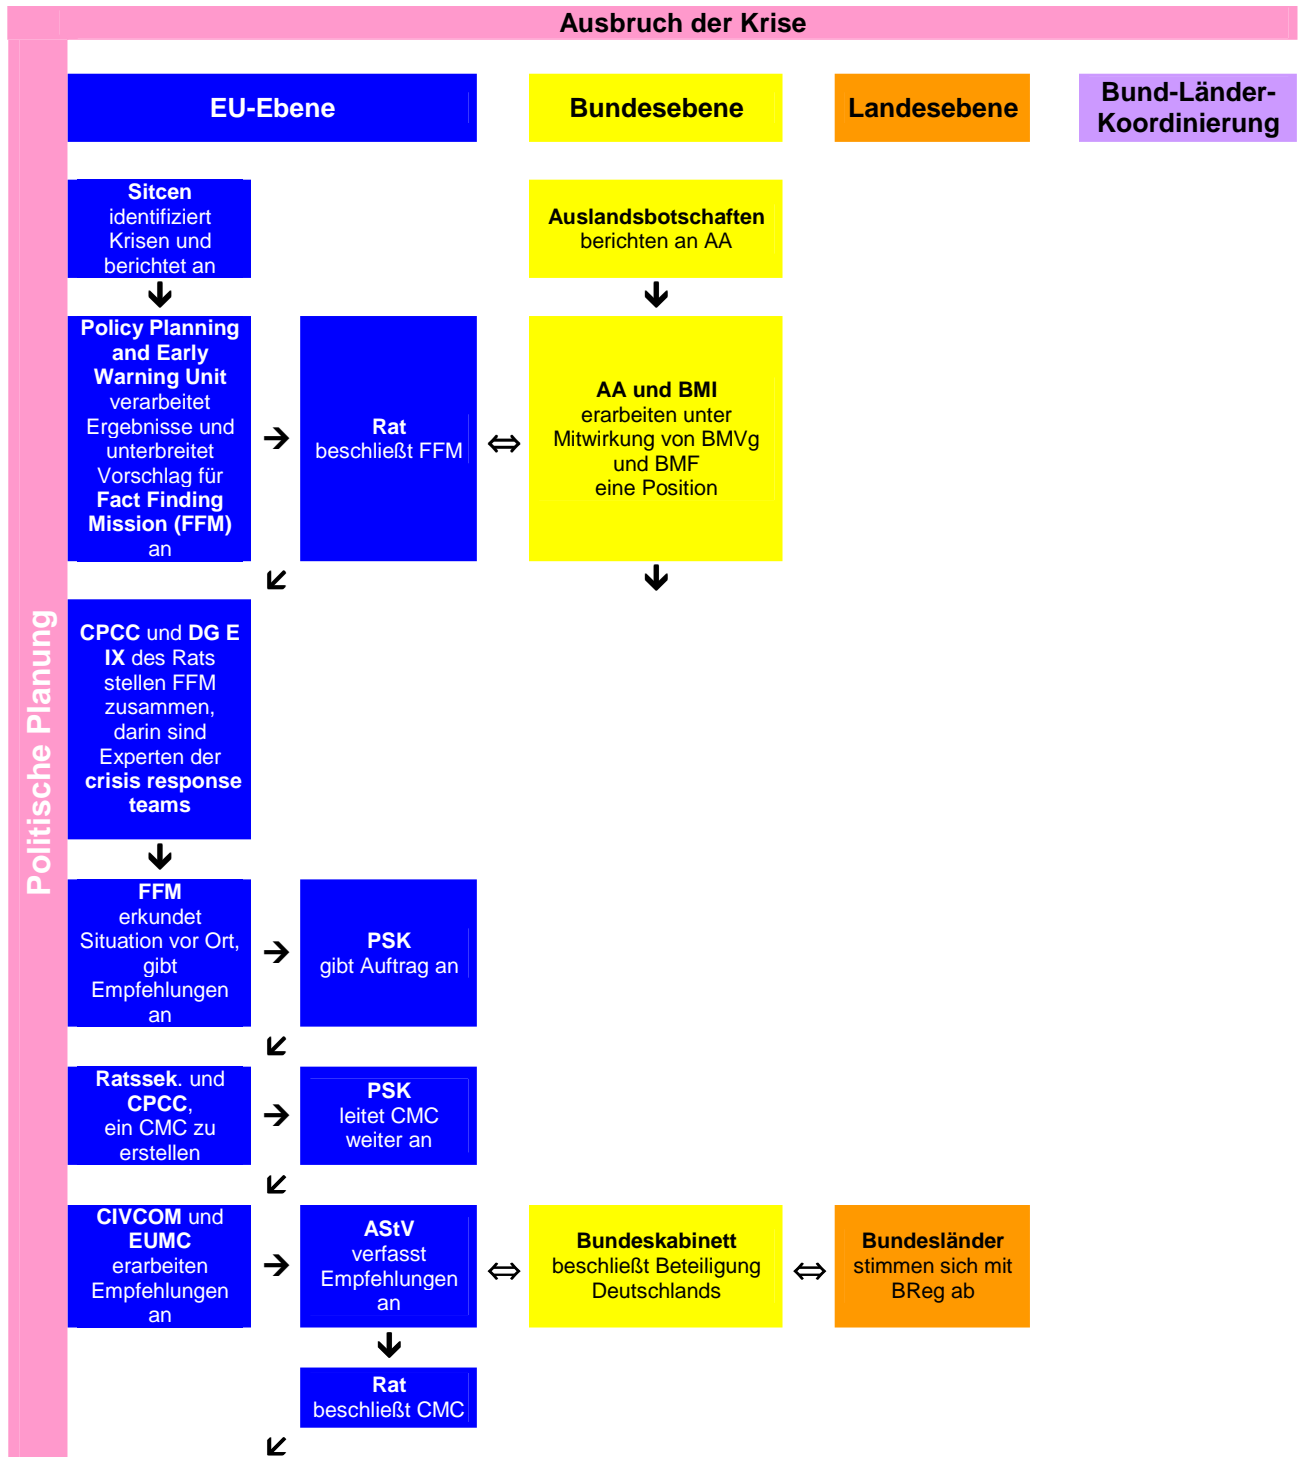 Ausbruch der Krise
Politische Planung
EU-Ebene
Bundesebene
Landesebene
Bund-Länder-
Koordinierung
Sitcen
identifiziert
Krisen und
berichtet an
Auslandsbotschaften
berichten an AA
Policy Planning
and Early
Warning Unit
verarbeitet
Ergebnisse und
unterbreitet
Vorschlag für
Fact Finding
Mission (FFM)
an
Rat
beschließt FFM
AA und BMI
erarbeiten unter
Mitwirkung von BMVg
und BMF
eine Position
CPCC und DG E
IX des Rats
stellen FFM
zusammen,
darin sind
Experten der
crisis response
teams
FFM
erkundet
Situation vor Ort,
gibt
Empfehlungen
an
PSK
gibt Auftrag an
Ratssek. und
CPCC,
ein CMC zu
erstellen
PSK
leitet CMC
weiter an
CIVCOM und
EUMC
erarbeiten
Empfehlungen
an
AStV
verfasst
Empfehlungen
an
Bundeskabinett
beschließt Beteiligung
Deutschlands
Bundesländer
stimmen sich mit
BReg ab
Rat
beschließt CMC